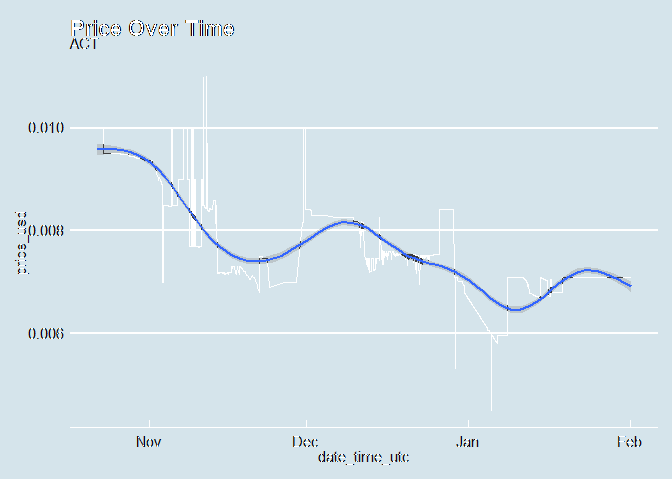 Price Over Time
ACT
0.010
0.008
0.006
price_usd
Nov Dec Jan Feb
date_time_utc